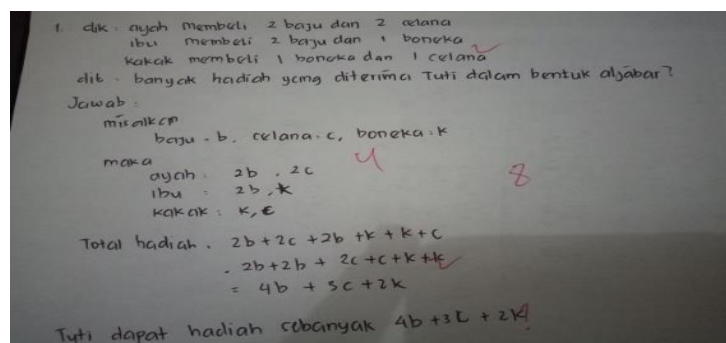 1. dik : ayah membeli 2 baju dan 2 celana
ibu membeli 2 baju dan 1 boneka
kakak membeli 1 boneka dan 1 celana
dit : banyak hadiah yang diterima Tuti dalam bentuk aljabar?
Jawab :
misalkan
baju = b, celana = c, boneka = k
maka
ayah : 2b, 2c
4
ibu : 2b, k
8
kakak : k, c
Total hadiah = 2b + 2c + 2b + k + k + c
= 2b + 2b + 2c + c + k + k
= 4b + 3c + 2k
Tuti dapat hadiah sebanyak 4b + 3c + 2k